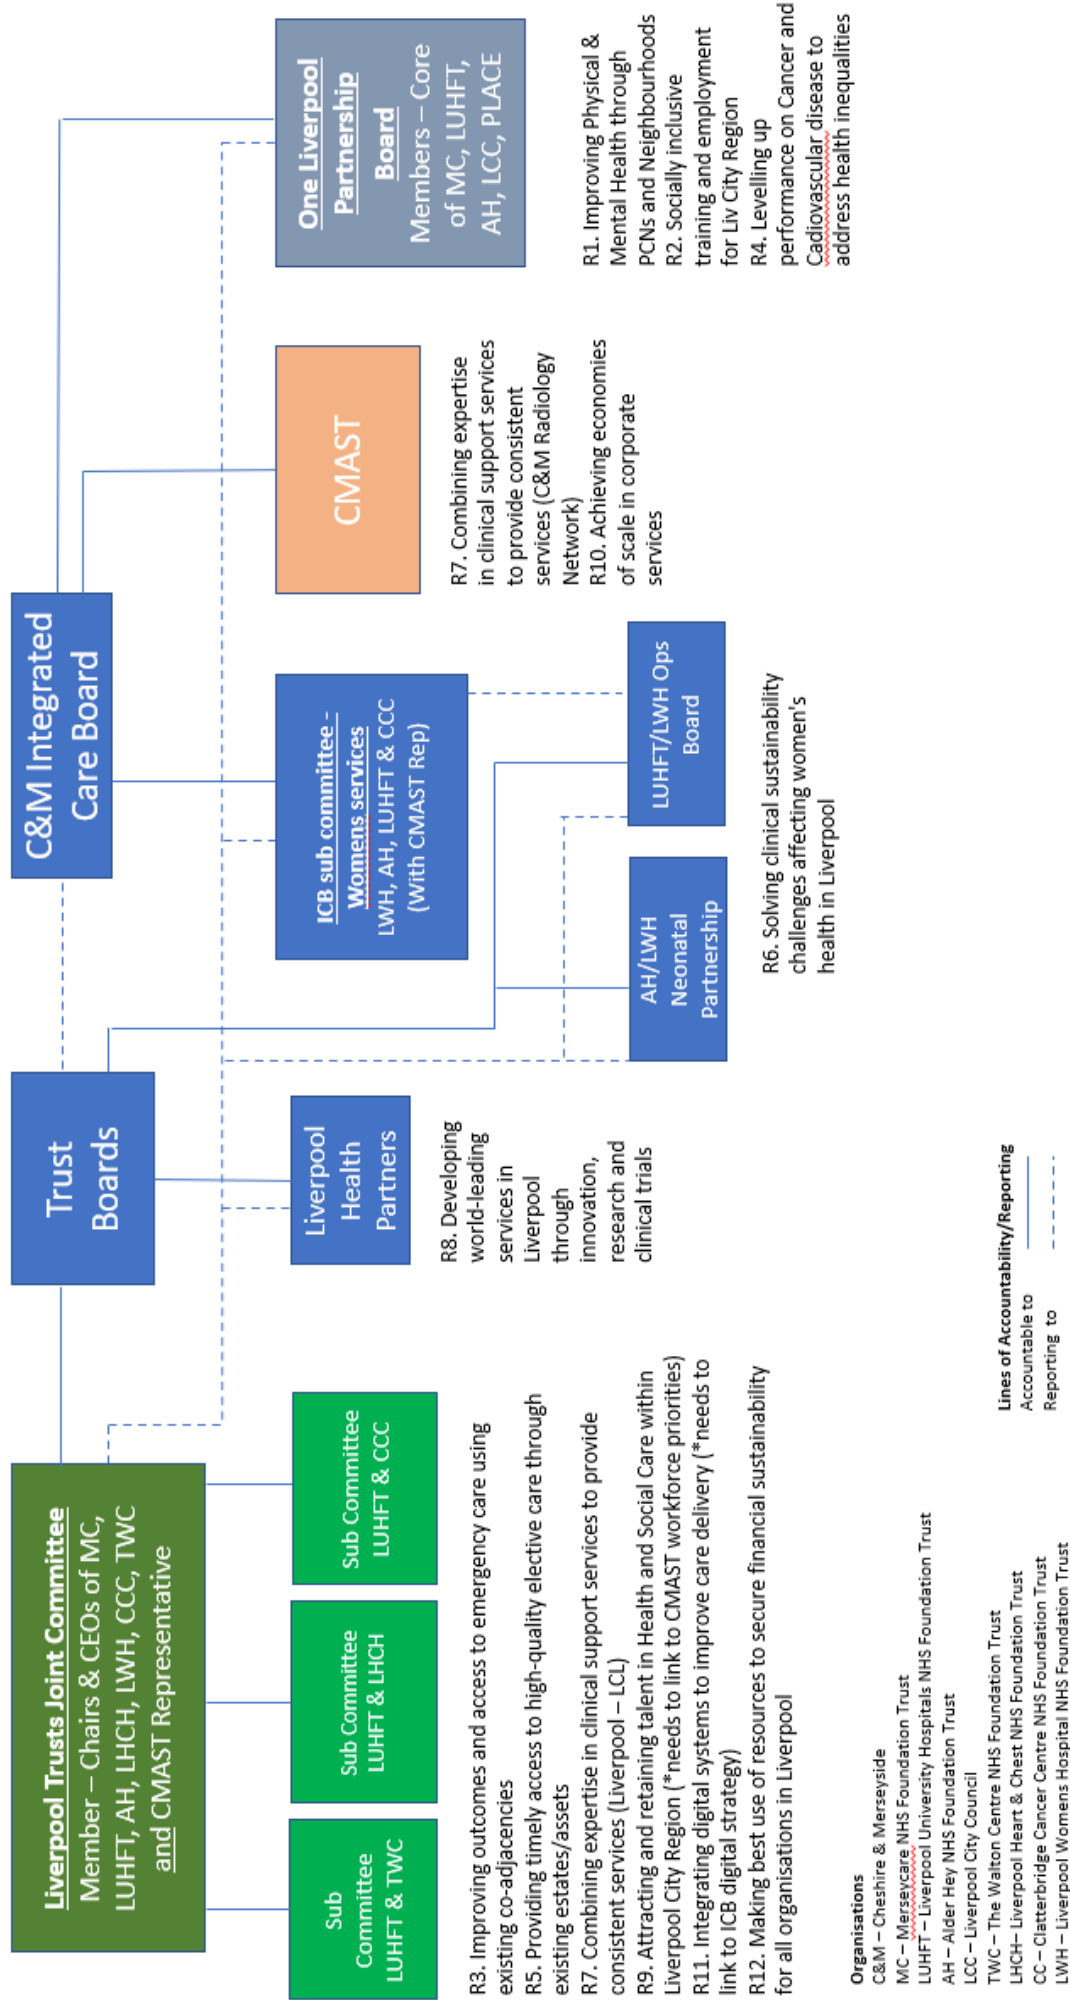 Liverpool Trusts Joint Committee
Member – Chairs & CEOs of MC,
LUHFT, AH, LHCH, LWH, CCC, TWC
and CMAST Representative
Trust
Boards
C&M Integrated
Care Board
Sub
Committee
LUHFT & TWC
Sub Committee
LUHFT & LHCH
Sub Committee
LUHFT & CCC
Liverpool
Health
Partners
ICB sub committee -
Womens services
LWH, AH, LUHFT & CCC
(With CMAST Rep)
CMAST
One Liverpool
Partnership
Board
Members – Core
of MC, LUHFT,
AH, LCC, PLACE
R3. Improving outcomes and access to emergency care using
existing co-adjacencies
R5. Providing timely access to high-quality elective care through
existing estates/assets
R7. Combining expertise in clinical support services to provide
consistent services (Liverpool – LCL)
R9. Attracting and retaining talent in Health and Social Care within
Liverpool City Region (*needs to link to CMAST workforce priorities)
R11. Integrating digital systems to improve care delivery (*needs to
link to ICB digital strategy)
R12. Making best use of resources to secure financial sustainability
for all organisations in Liverpool
R8. Developing
world-leading
services in
Liverpool
through
innovation,
research and
clinical trials
AH/LWH
Neonatal
Partnership
LUHFT/LWH Ops
Board
R6. Solving clinical sustainability
challenges affecting women's
health in Liverpool
R7. Combining expertise
in clinical support services
to provide consistent
services (C&M Radiology
Network)
R10. Achieving economies
of scale in corporate
services
R1. Improving Physical &
Mental Health through
PCNs and Neighbourhoods
R2. Socially inclusive
training and employment
for Liv City Region
R4. Levelling up
performance on Cancer and
Cadiovascular disease to
address health inequalities
Organisations
C&M – Cheshire & Merseyside
MC – Merseycare NHS Foundation Trust
LUHFT – Liverpool University Hospitals NHS Foundation Trust
AH – Alder Hey NHS Foundation Trust
LCC – Liverpool City Council
TWC – The Walton Centre NHS Foundation Trust
LHCH– Liverpool Heart & Chest NHS Foundation Trust
CC – Clatterbridge Cancer Centre NHS Foundation Trust
LWH – Liverpool Womens Hospital NHS Foundation Trust
Lines of Accountability/Reporting
Accountable to
Reporting to